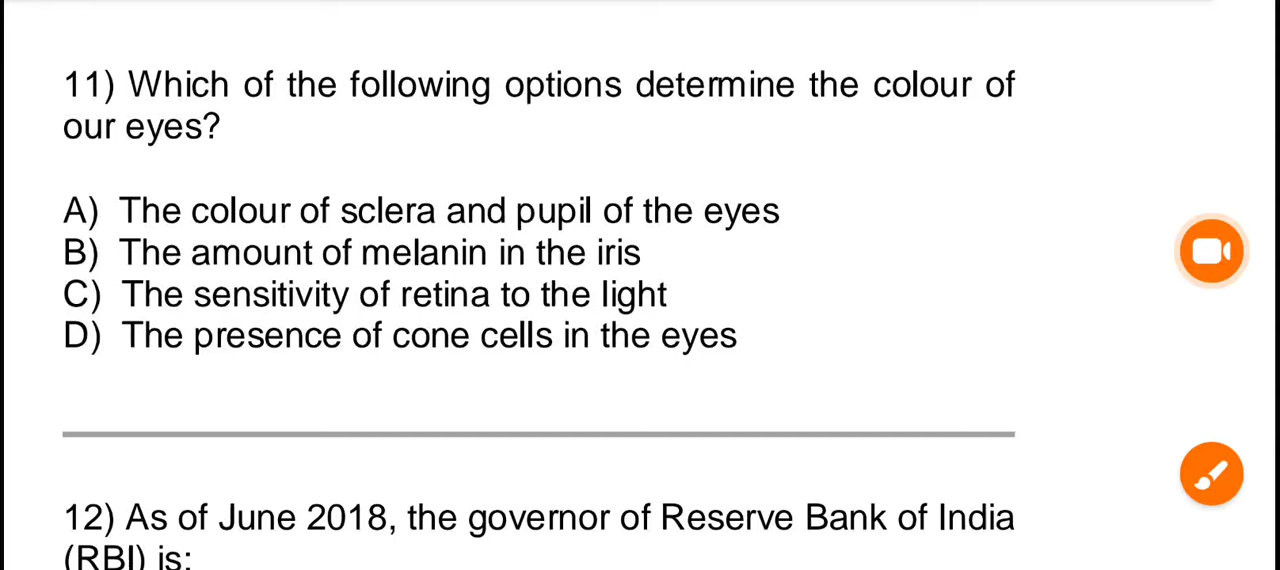 11) Which of the following options determine the colour of
our eyes?
A) The colour of sclera and pupil of the eyes
B) The amount of melanin in the iris
C) The sensitivity of retina to the light
D) The presence of cone cells in the eyes
12) As of June 2018, the governor of Reserve Bank of India
(RBI) is: